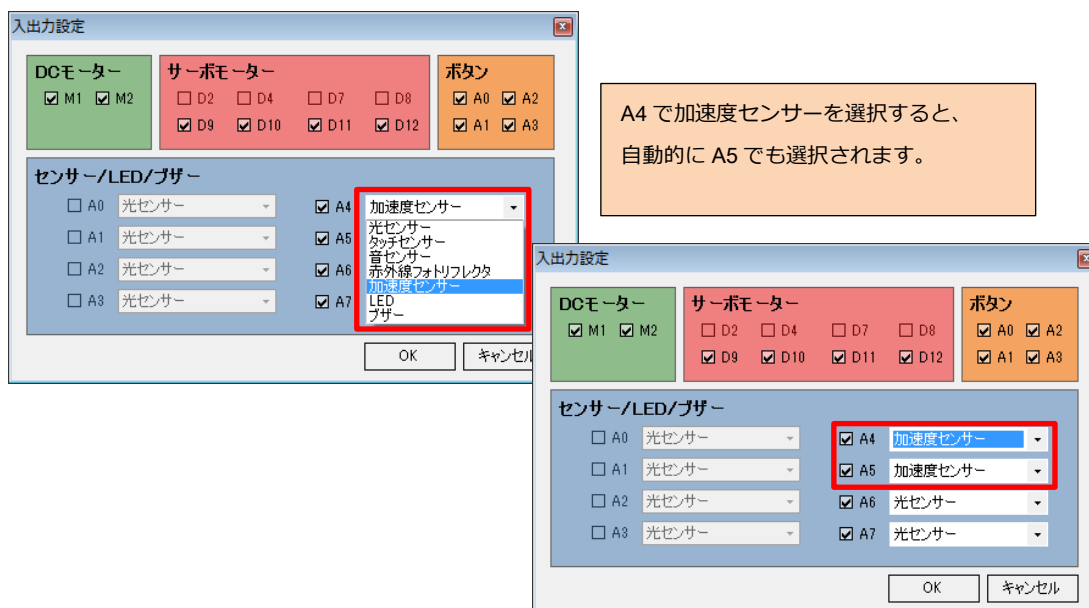 入出力設定
DCモーター
M1 M2
サーボモーター
D2 D4 D7 D8
D9 D10 D11 D12
ボタン
A0 A2
A1 A3
センサー/LED/ブザー
A0 光センサー
A1 光センサー
A2 光センサー
A3 光センサー
A4 加速度センサー
A5
A6
A7
光センサー
タッチセンサー
音センサー
赤外線フォトリフレクタ
加速度センサー
LED
ブザー
OK キャンセル
A4 で加速度センサーを選択すると、
自動的に A5 でも選択されます。
入出力設定
DCモーター
M1 M2
サーボモーター
D2 D4 D7 D8
D9 D10 D11 D12
ボタン
A0 A2
A1 A3
センサー/LED/ブザー
A0 光センサー
A1 光センサー
A2 光センサー
A3 光センサー
A4 加速度センサー
A5 加速度センサー
A6 光センサー
A7 光センサー
OK キャンセル